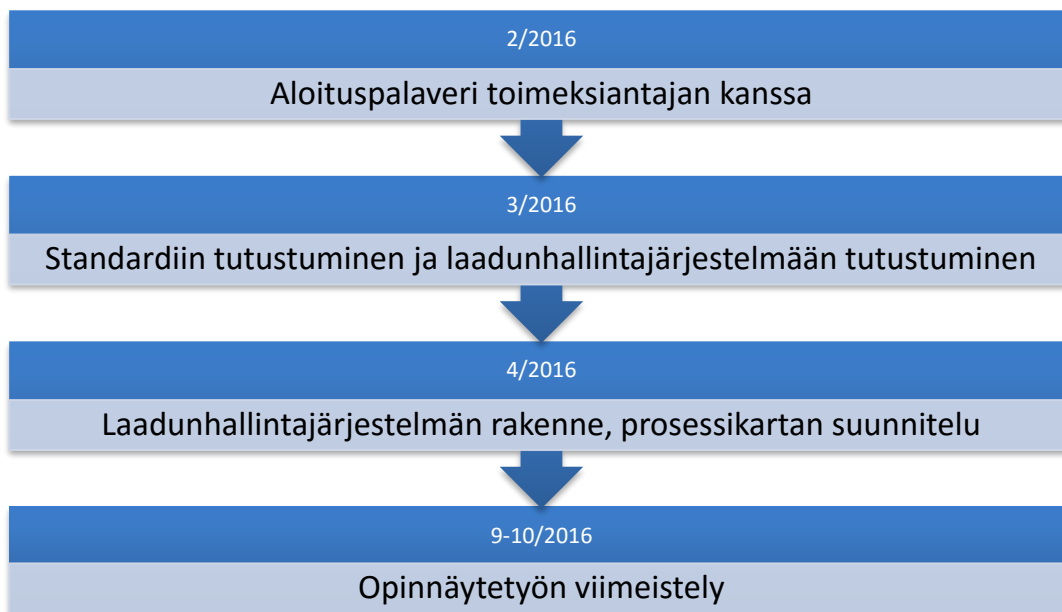 2/2016
Aloituspalaveri toimeksiantajan kanssa
3/2016
Standardiin tutustuminen ja laadunhallintajärjestelmään tutustuminen
4/2016
Laadunhallintajärjestelmän rakenne, prosessikartan suunnitelu
9-10/2016
Opinnäytetyön viimeistely